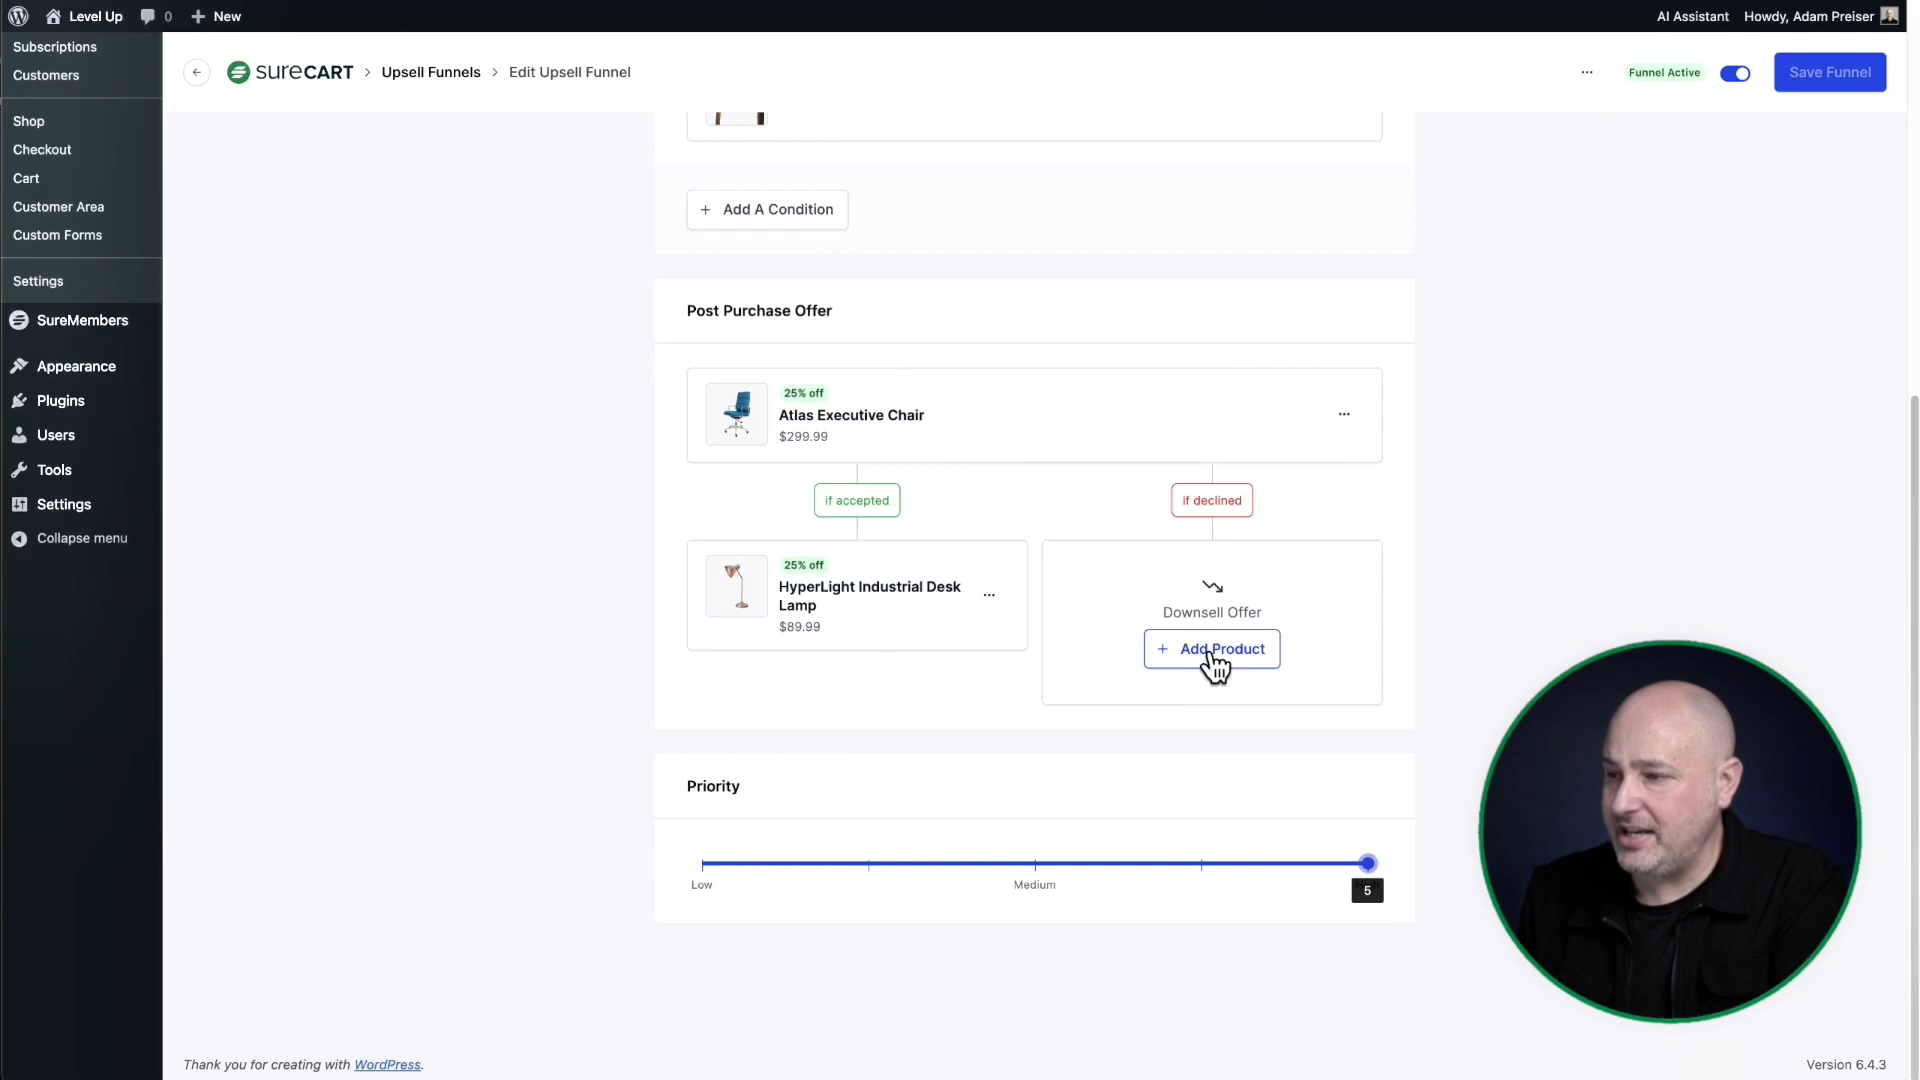 Level Up
0
New
AI Assistant
Howdy, Adam Preiser
Subscriptions
Customers
Shop
Checkout
Cart
Customer Area
Custom Forms
Settings
SureMembers
Appearance
Plugins
Users
Tools
Settings
Collapse menu
SURECART > Upsell Funnels > Edit Upsell Funnel
...
Funnel Active
Save Funnel
+ Add A Condition
Post Purchase Offer
25% off
Atlas Executive Chair
$299.99
...
if accepted
if declined
25% off
HyperLight Industrial Desk
Lamp
$89.99
...
Downsell Offer
+ Add Product
Priority
Low
Medium
5
Thank you for creating with WordPress.
Version 6.4.3